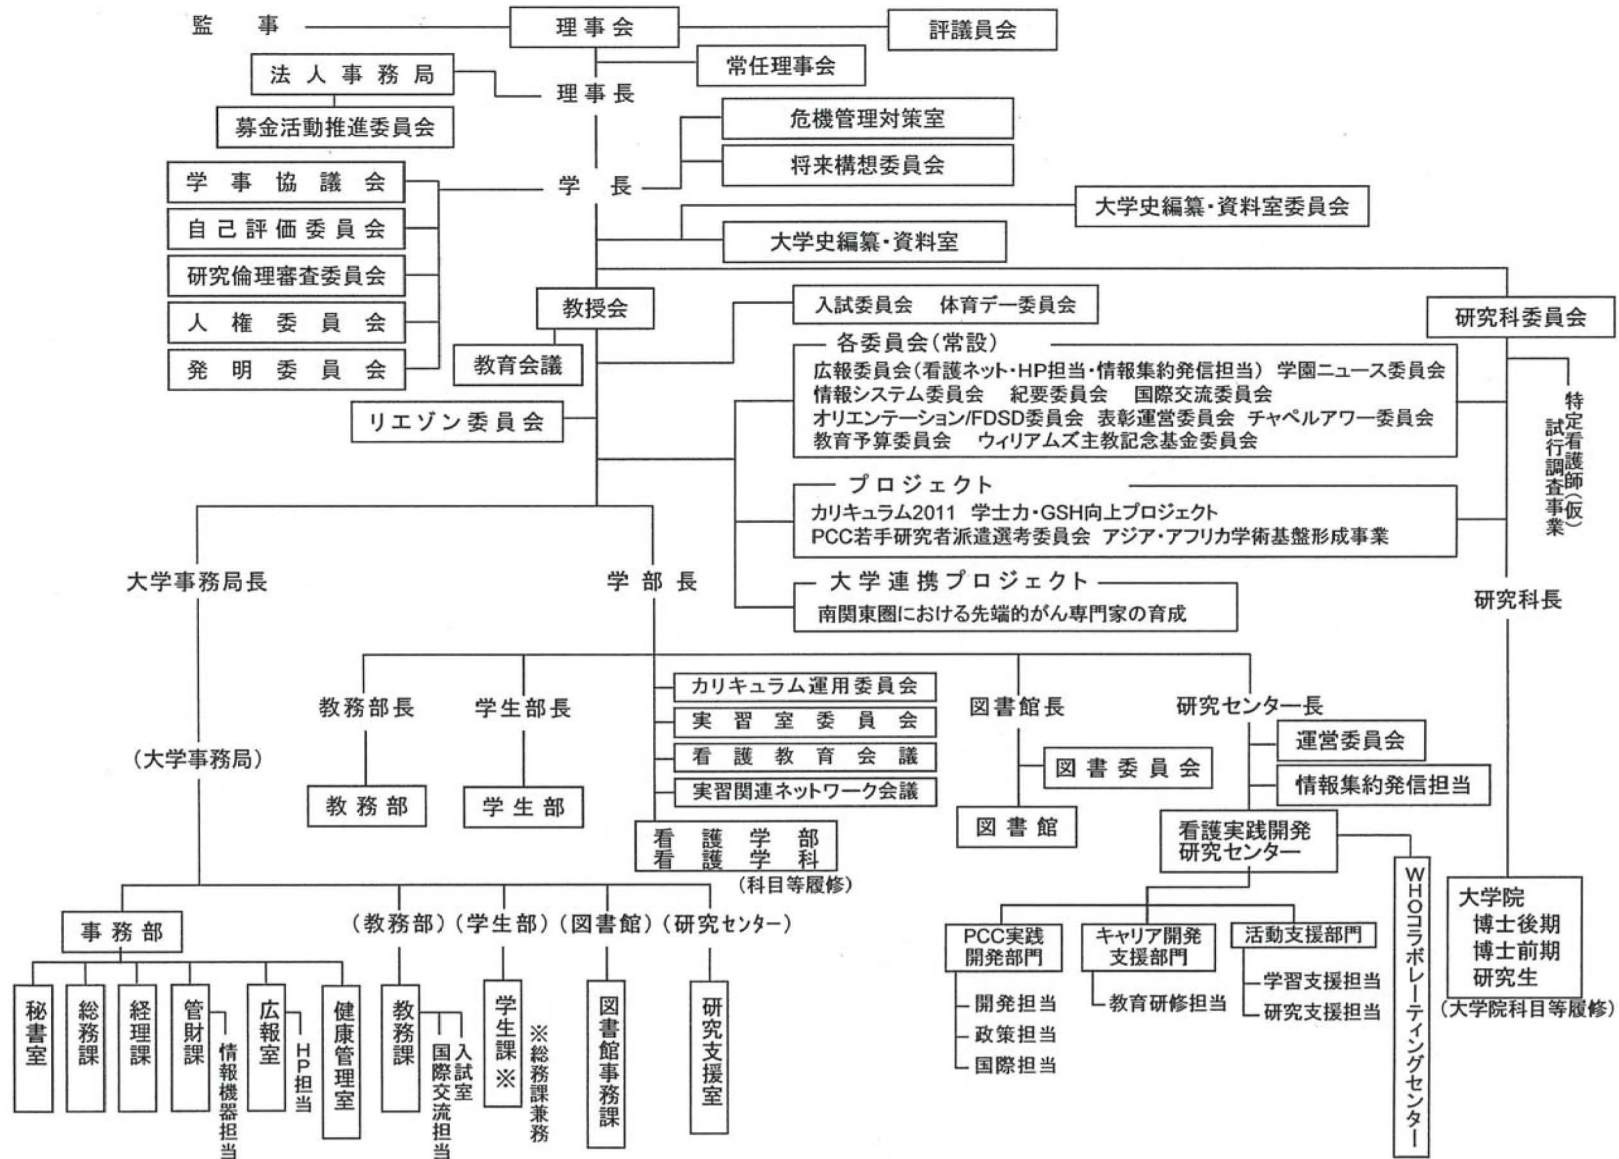 監事
理事会
評議員会
常任理事会
法人事務局
理事長
募金活動推進委員会
危機管理対策室
将来構想委員会
学事協議会
学長
自己評価委員会
研究倫理審査委員会
人権委員会
発明委員会
大学史編纂・資料室委員会
大学史編纂・資料室
教授会
教育会議
入試委員会 体育デー委員会
研究科委員会
各委員会(常設)
広報委員会(看護ネット・HP担当・情報集約発信担当) 学園ニュース委員会
情報システム委員会 紀要委員会 国際交流委員会
オリエンテーション/FDSD委員会 表彰運営委員会 チャペルアワー委員会
教育予算委員会 ウィリアムズ主教記念基金委員会
リエゾン委員会
特定看護師(仮)
試行調査事業
プロジェクト
カリキュラム2011 学士力・GSH向上プロジェクト
PCC若手研究者派遣選考委員会 アジア・アフリカ学術基盤形成事業
大学連携プロジェクト
南関東圏における先端的がん専門家の育成
大学事務局長
学部長
研究科長
教務部長
学生部長
カリキュラム運用委員会
実習室委員会
看護教育会議
実習関連ネットワーク会議
図書館長
研究センター長
(大学事務局)
運営委員会
図書委員会
情報集約発信担当
教務部
学生部
図書館
看護学部
看護学科
(科目等履修)
看護実践開発
研究センター
WHOコラボレーティングセンター
大学院
博士後期
博士前期
研究生
(大学院科目等履修)
事務部
(教務部)
(学生部)
(図書館)
(研究センター)
PCC実践
開発部門
キャリア開発
支援部門
活動支援部門
開発担当
政策担当
国際担当
教育研修担当
学習支援担当
研究支援担当
秘書室
総務課
経理課
管財課
情報機器担当
広報室
HP担当
健康管理室
教務課
国際交流担当
入試室
学生課※
※総務課兼務
図書館事務課
研究支援室